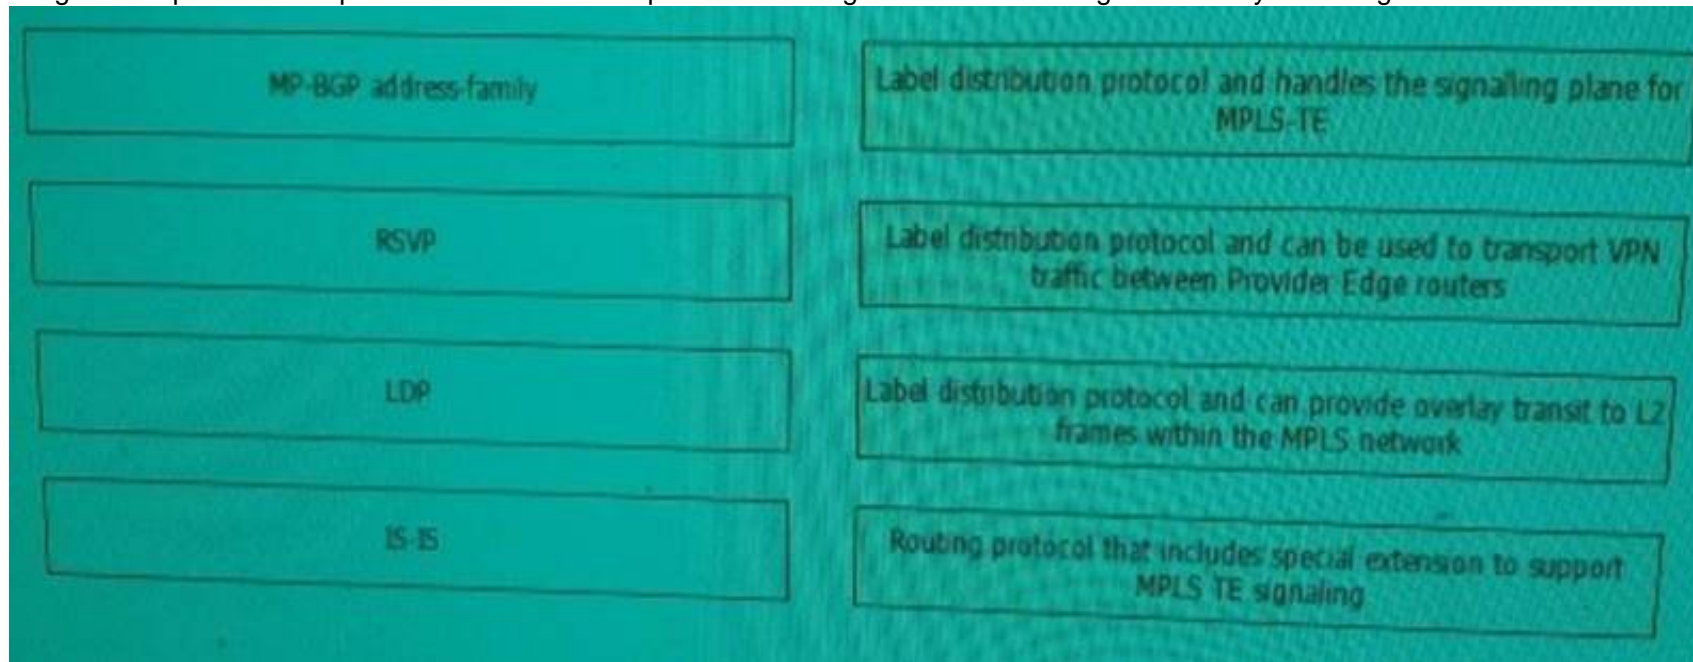 MP-BGP address-family
Label distribution protocol and handles the signalling plane for
MPLS-TE
RSVP
Label distribution protocol and can be used to transport VPN
traffic between Provider Edge routers
LDP
Label distribution protocol and can provide overlay transit to L2
frames within the MPLS network
IS-IS
Routing protocol that includes special extension to support
MPLS TE signaling